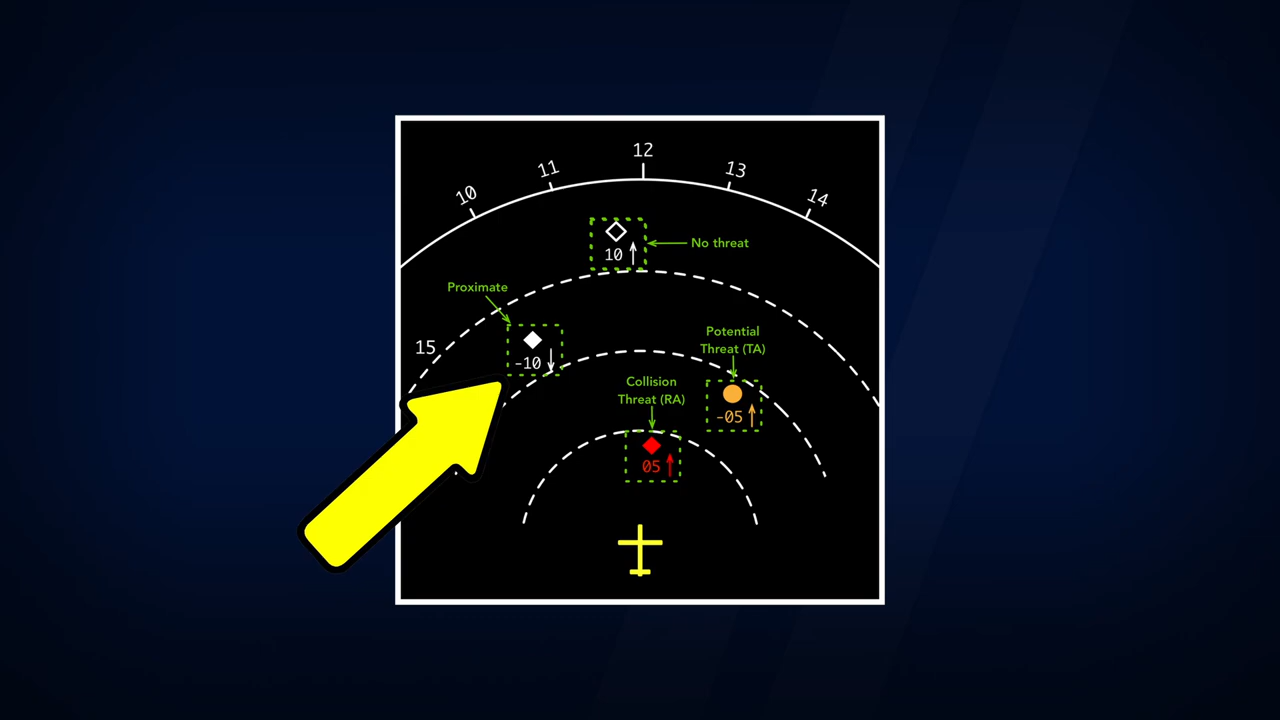 12
11
13
10
14
No threat
10
Proximate
15
-10
Potential
Threat (TA)
-05
Collision
Threat (RA)
05